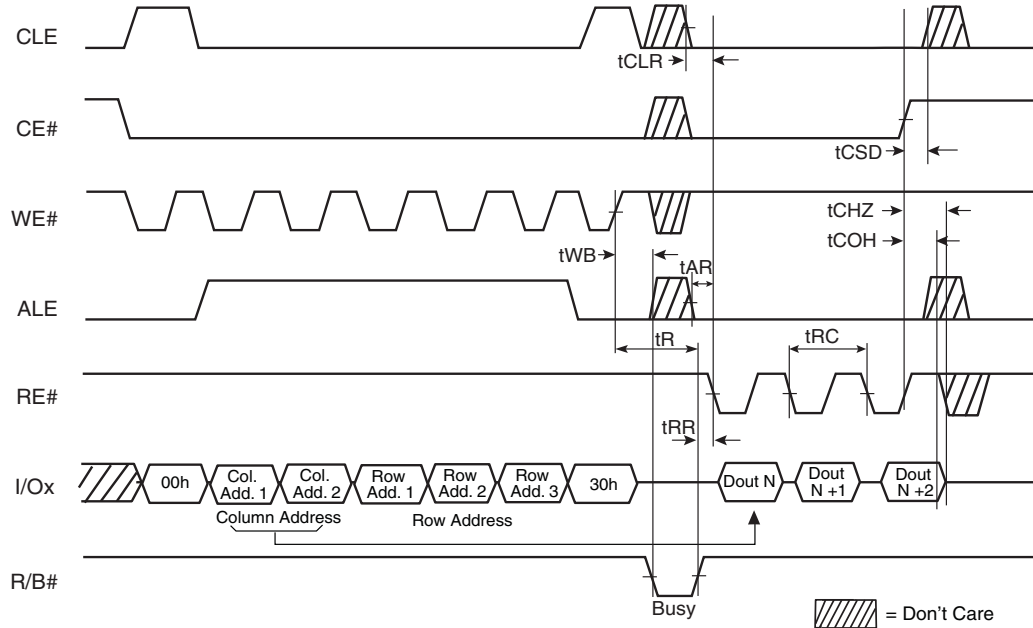 CLE
tCLR
CE#
tCSD
WE#
tCHZ
tCOH
tWB
tAR
ALE
tR
tRC
RE#
tRR
I/Ox
00h
Col.
Add. 1
Col.
Add. 2
Row
Add. 1
Row
Add. 2
Row
Add. 3
30h
Dout N
Dout
N +1
Dout
N +2
Column Address
Row Address
R/B#
Busy
= Don't Care